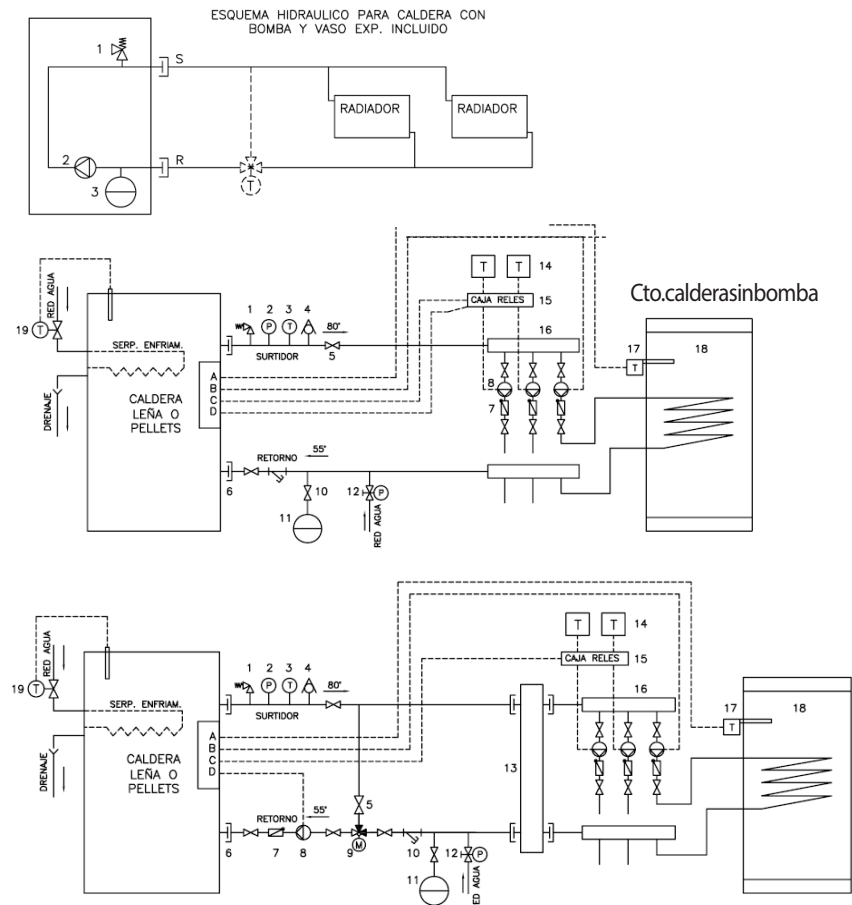 ESQUEMA HIDRAULICO PARA CALDERA CON
BOMBA Y VASO EXP. INCLUIDO
1
S
RADIADOR
RADIADOR
2
R
3
T
Cto.calderasinbomba
RED AGUA
19 T
SERP. ENFRIAM.
DRENAJE
CALDERA
LEÑA O
PELLETS
A
B
C
D
1 2 3 4
P T
80°
SURTIDOR
5
T T 14
CAJA RELES 15
16
17
T
18
8
7
RETORNO
55°
6
10
11
12 P
RED AGUA
RED AGUA
19 T
SERP. ENFRIAM.
DRENAJE
CALDERA
LEÑA O
PELLETS
A
B
C
D
1 2 3 4
P T
80°
SURTIDOR
T T 14
CAJA RELES 15
16
17
T
18
13
5
RETORNO
55°
6 7 8 9
M
10
11
12 P
RED AGUA